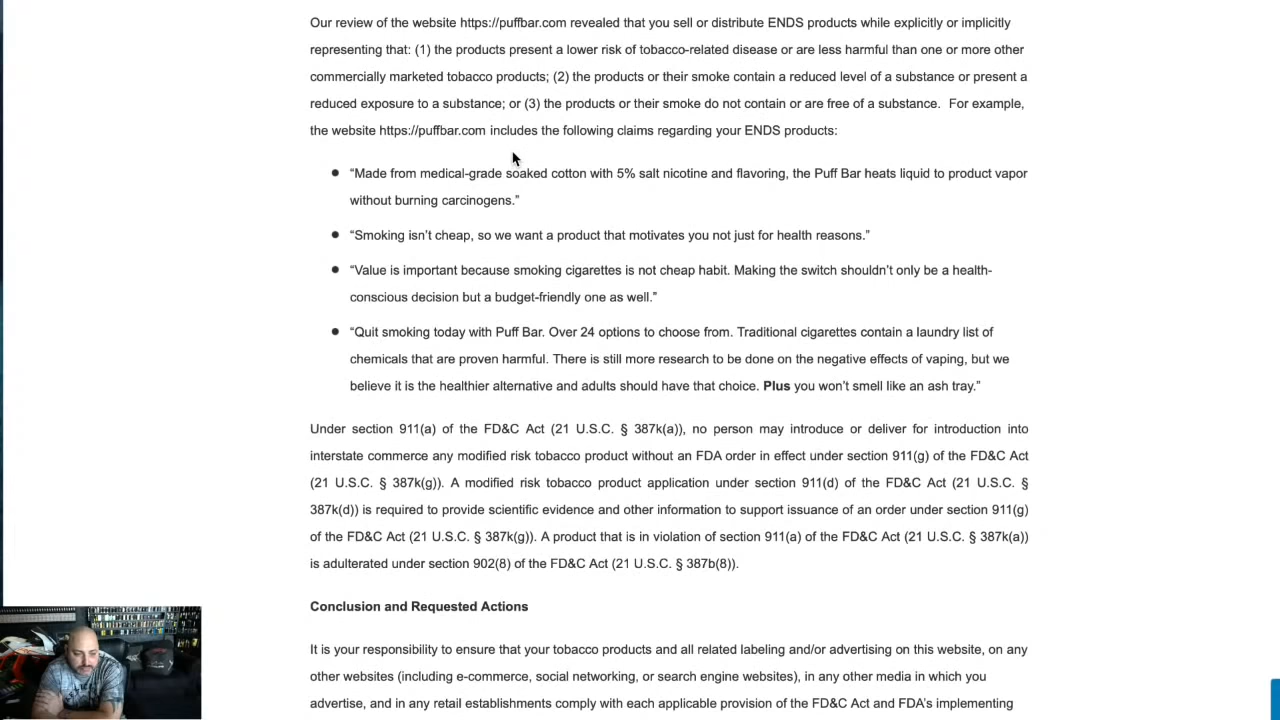 Our review of the website https://puffbar.com revealed that you sell or distribute ENDS products while explicitly or implicitly
representing that: (1) the products present a lower risk of tobacco-related disease or are less harmful than one or more other
commercially marketed tobacco products; (2) the products or their smoke contain a reduced level of a substance or present a
reduced exposure to a substance; or (3) the products or their smoke do not contain or are free of a substance.  For example,
the website https://puffbar.com includes the following claims regarding your ENDS products:
● “Made from medical-grade soaked cotton with 5% salt nicotine and flavoring, the Puff Bar heats liquid to product vapor
without burning carcinogens.”
● “Smoking isn’t cheap, so we want a product that motivates you not just for health reasons.”
● “Value is important because smoking cigarettes is not cheap habit. Making the switch shouldn’t only be a health-
conscious decision but a budget-friendly one as well.”
● “Quit smoking today with Puff Bar. Over 24 options to choose from. Traditional cigarettes contain a laundry list of
chemicals that are proven harmful. There is still more research to be done on the negative effects of vaping, but we
believe it is the healthier alternative and adults should have that choice. Plus you won’t smell like an ash tray.”
Under section 911(a) of the FD&C Act (21 U.S.C. § 387k(a)), no person may introduce or deliver for introduction into
interstate commerce any modified risk tobacco product without an FDA order in effect under section 911(g) of the FD&C Act
(21 U.S.C. § 387k(g)). A modified risk tobacco product application under section 911(d) of the FD&C Act (21 U.S.C. §
387k(d)) is required to provide scientific evidence and other information to support issuance of an order under section 911(g)
of the FD&C Act (21 U.S.C. § 387k(g)). A product that is in violation of section 911(a) of the FD&C Act (21 U.S.C. § 387k(a))
is adulterated under section 902(8) of the FD&C Act (21 U.S.C. § 387b(8)).
Conclusion and Requested Actions
It is your responsibility to ensure that your tobacco products and all related labeling and/or advertising on this website, on any
other websites (including e-commerce, social networking, or search engine websites), in any other media in which you
advertise, and in any retail establishments comply with each applicable provision of the FD&C Act and FDA’s implementing